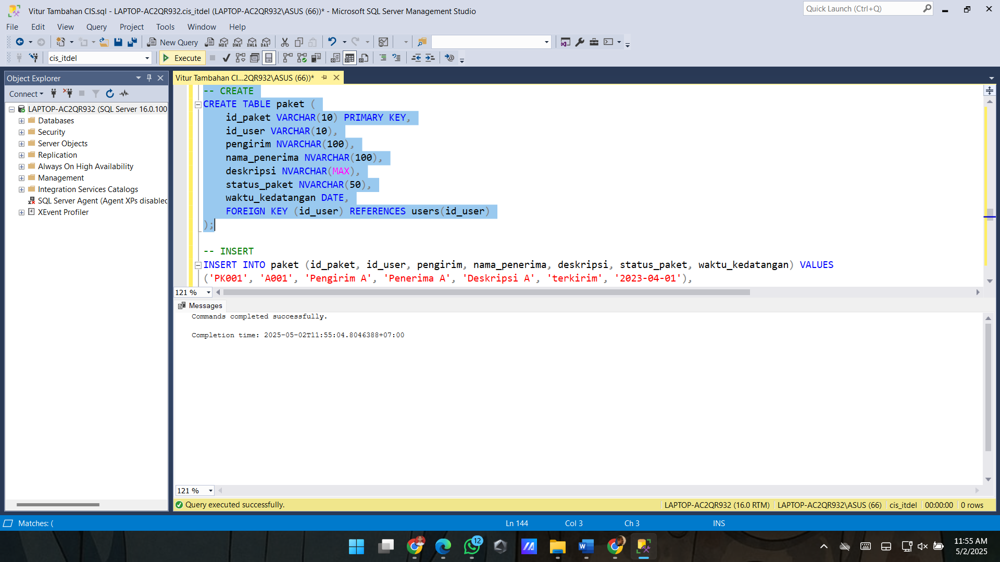 Vitur Tambahan CIS.sql - LAPTOP-AC2QR932.cis_itdel (LAPTOP-AC2QR932\ASUS (66))* - Microsoft SQL Server Management Studio
Quick Launch (Ctrl+Q)
File Edit View Query Project Tools Window Help
New Query MDX DMX XMLA DAX
cis_itdel Execute
Object Explorer
Vitur Tambahan CI...2QR932\ASUS (66))*
Connect
LAPTOP-AC2QR932 (SQL Server 16.0.100
Databases
Security
Server Objects
Replication
Always On High Availability
Management
Integration Services Catalogs
SQL Server Agent (Agent XPs disabled
XEvent Profiler
-- CREATE
CREATE TABLE paket (
id_paket VARCHAR(10) PRIMARY KEY,
id_user VARCHAR(10),
pengirim NVARCHAR(100),
nama_penerima NVARCHAR(100),
deskripsi NVARCHAR(MAX),
status_paket NVARCHAR(50),
waktu_kedatangan DATE,
FOREIGN KEY (id_user) REFERENCES users(id_user)
);
-- INSERT
INSERT INTO paket (id_paket, id_user, pengirim, nama_penerima, deskripsi, status_paket, waktu_kedatangan) VALUES
('PK001', 'A001', 'Pengirim A', 'Penerima A', 'Deskripsi A', 'terkirim', '2023-04-01'),
121 %
Messages
Commands completed successfully.
Completion time: 2025-05-02T11:55:04.8046388+07:00
121 %
Query executed successfully. LAPTOP-AC2QR932 (16.0 RTM) LAPTOP-AC2QR932\ASUS (66) cis_itdel 00:00:00 0 rows
Matches: ( Ln 144 Col 3 Ch 3 INS
12
11:55 AM
5/2/2025